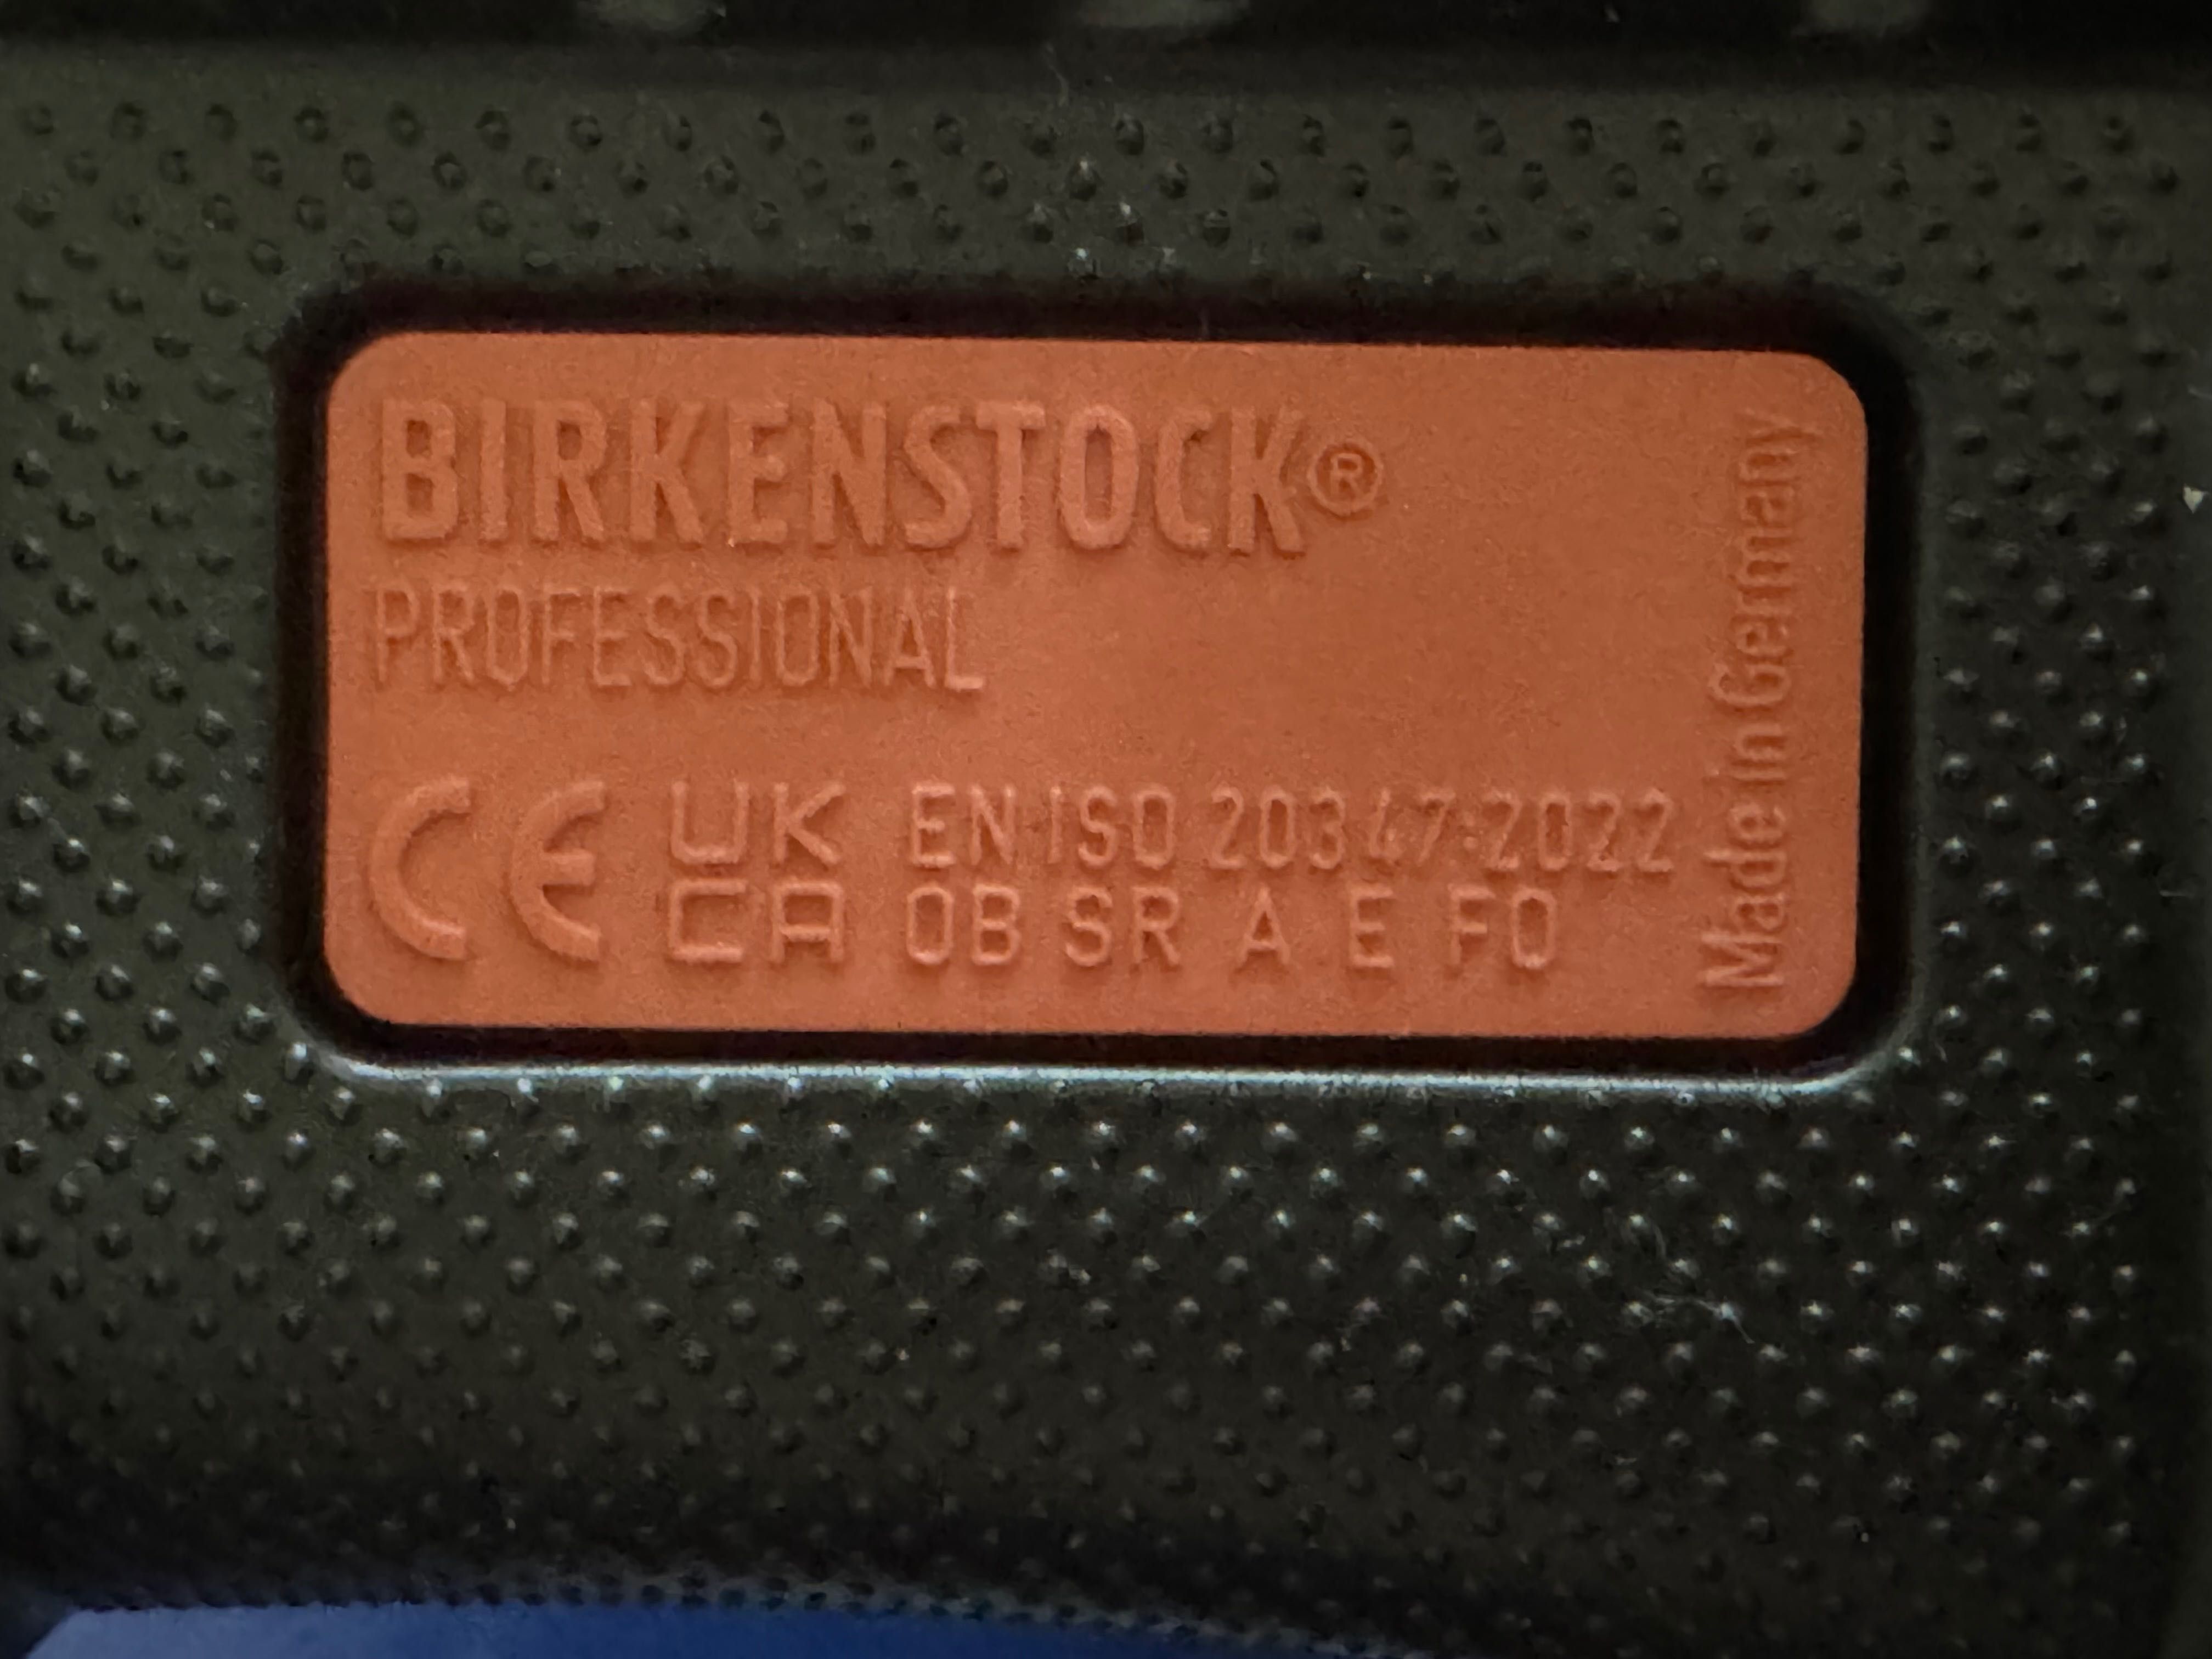 BIRKENSTOCK®
PROFESSIONAL
CE UK CA EN ISO 20347:2022
OB SR A E FO
Made in Germany